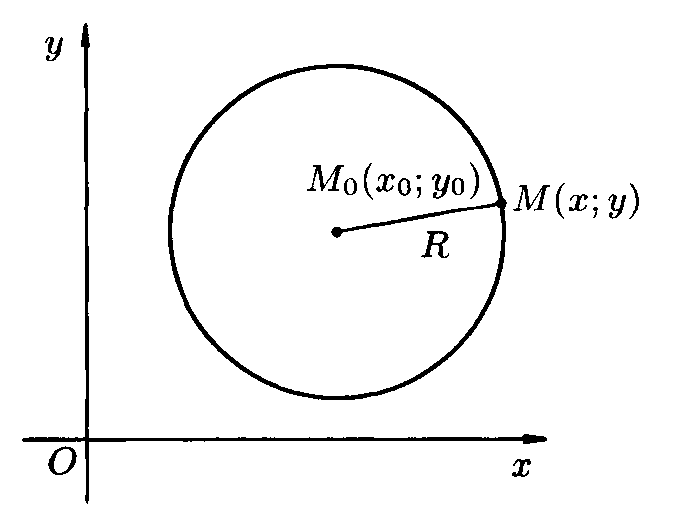 y
M₀(x₀; y₀)
M(x; y)
R
O
x